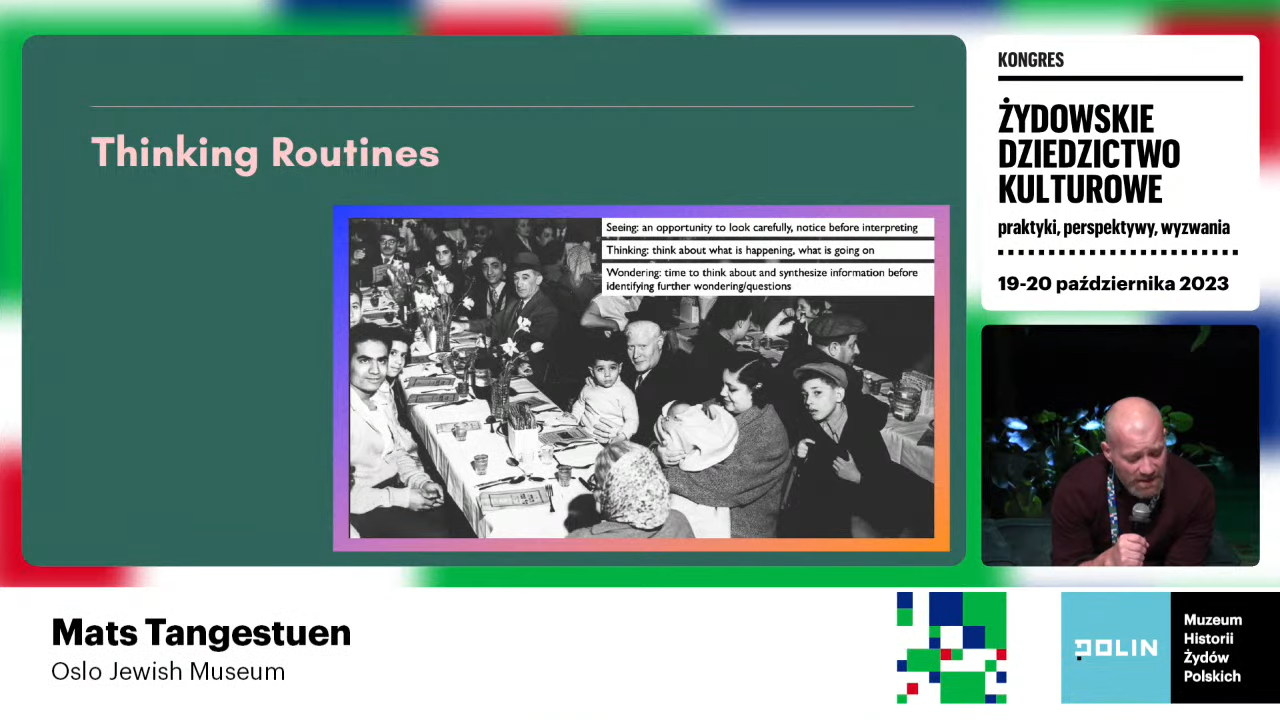 Thinking Routines
Seeing: an opportunity to look carefully, notice before interpreting
Thinking: think about what is happening, what is going on
Wondering: time to think about and synthesize information before
identifying further wondering/questions
KONGRES
ŻYDOWSKIE
DZIEDZICTWO
KULTUROWE
praktyki, perspektywy, wyzwania
19-20 października 2023
Mats Tangestuen
Oslo Jewish Museum
POLIN
Muzeum
Historii
Żydów
Polskich